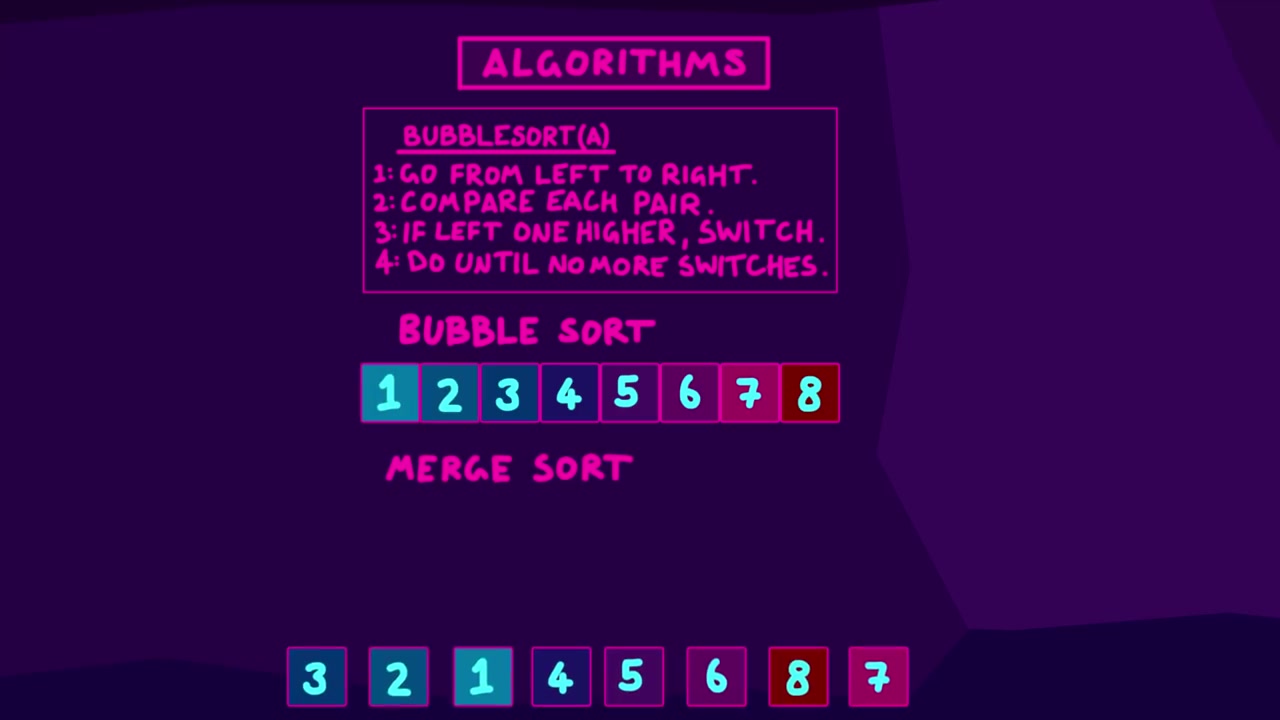 ALGORITHMS
BUBBLESORT(A)
1: GO FROM LEFT TO RIGHT.
2: COMPARE EACH PAIR.
3: IF LEFT ONE HIGHER, SWITCH.
4: DO UNTIL NO MORE SWITCHES.
BUBBLE SORT
1 2 3 4 5 6 7 8
MERGE SORT
3 2 1 4 5 6 8 7